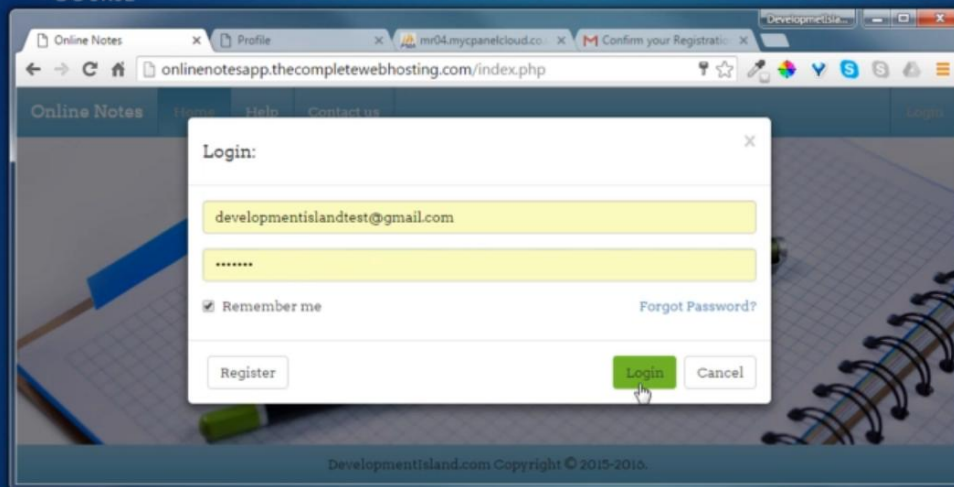 Developmetisla...
Online Notes
Profile
mr04.mycpanelcloud.co
Confirm your Registratio
onlinenotesapp.thecompletewebhosting.com/index.php
Online Notes Home Help Contact us Login
Login:
developmentislandtest@gmail.com
•••••••
Remember me Forgot Password?
Register Login Cancel
DevelopmentIsland.com Copyright © 2015-2016.